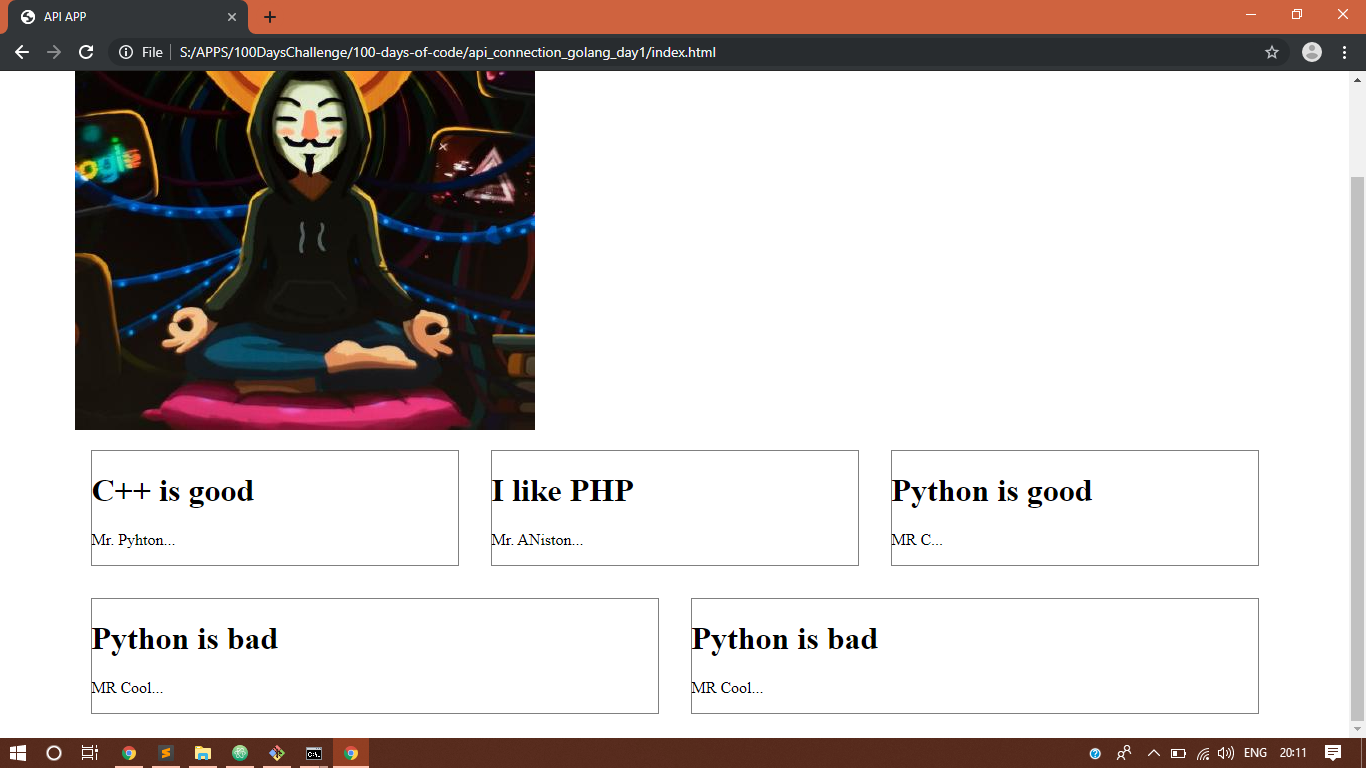 API APP
File
S:/APPS/100DaysChallenge/100-days-of-code/api_connection_golang_day1/index.html
C++ is good
Mr. Pyhton...
I like PHP
Mr. ANiston...
Python is good
MR C...
Python is bad
MR Cool...
Python is bad
MR Cool...
ENG
20:11